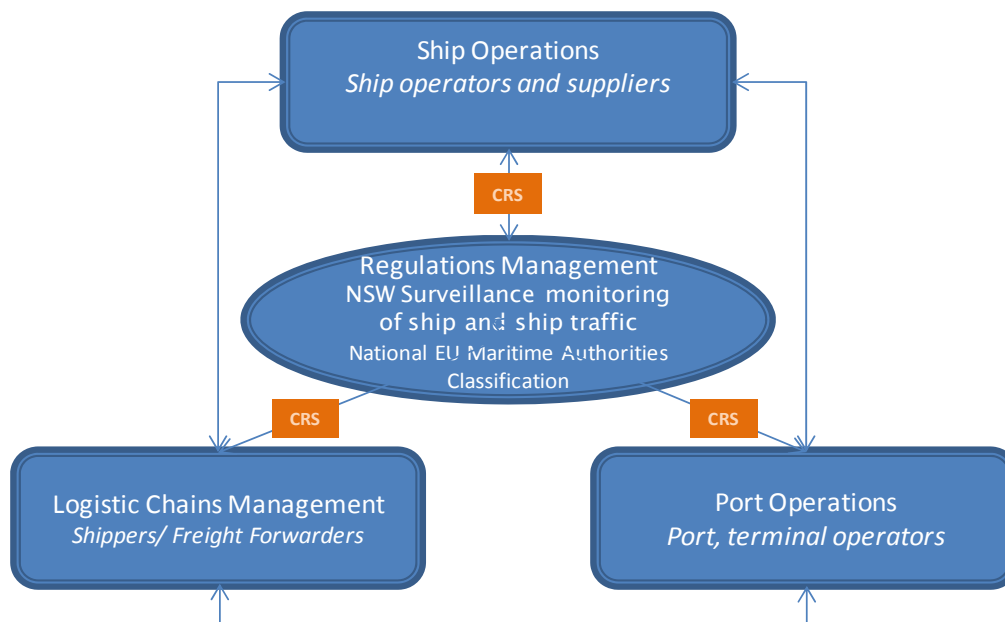 Ship Operations
Ship operators and suppliers
CRS
Regulations Management
NSW Surveillance monitoring
of ship and ship traffic
National EU Maritime Authorities
Classification
CRS
CRS
Logistic Chains Management
Shippers/ Freight Forwarders
Port Operations
Port, terminal operators